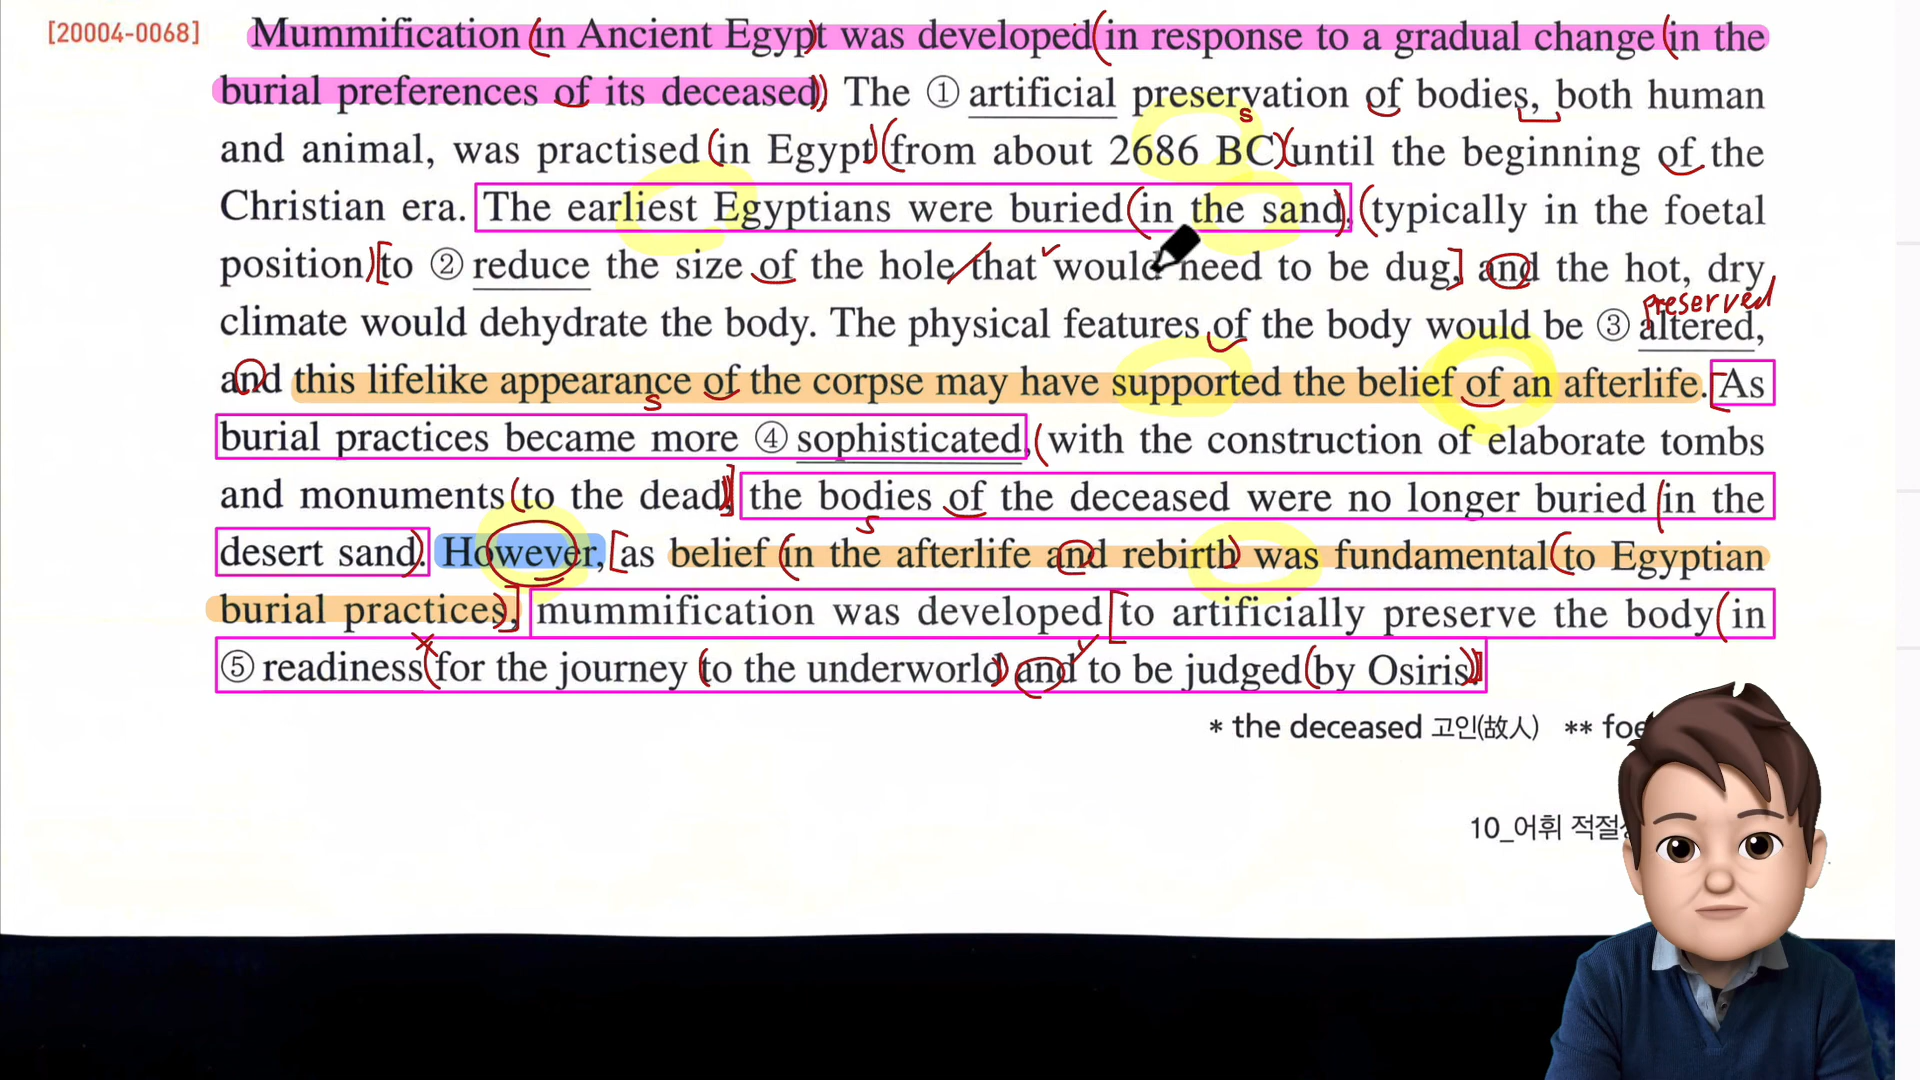 [20004-0068] Mummification in Ancient Egypt was developed in response to a gradual change in the
burial preferences of its deceased. The ① artificial preservation of bodies, both human
and animal, was practised in Egypt from about 2686 BC until the beginning of the
Christian era. The earliest Egyptians were buried in the sand, typically in the foetal
position, to ② reduce the size of the hole that would need to be dug, and the hot, dry
preserved
climate would dehydrate the body. The physical features of the body would be ③ altered,
and this lifelike appearance of the corpse may have supported the belief of an afterlife. As
burial practices became more ④ sophisticated, with the construction of elaborate tombs
and monuments to the dead, the bodies of the deceased were no longer buried in the
desert sand. However, as belief in the afterlife and rebirth was fundamental to Egyptian
burial practices, mummification was developed to artificially preserve the body in
⑤ readiness for the journey to the underworld and to be judged by Osiris.
* the deceased 고인(故人) **
10_어휘